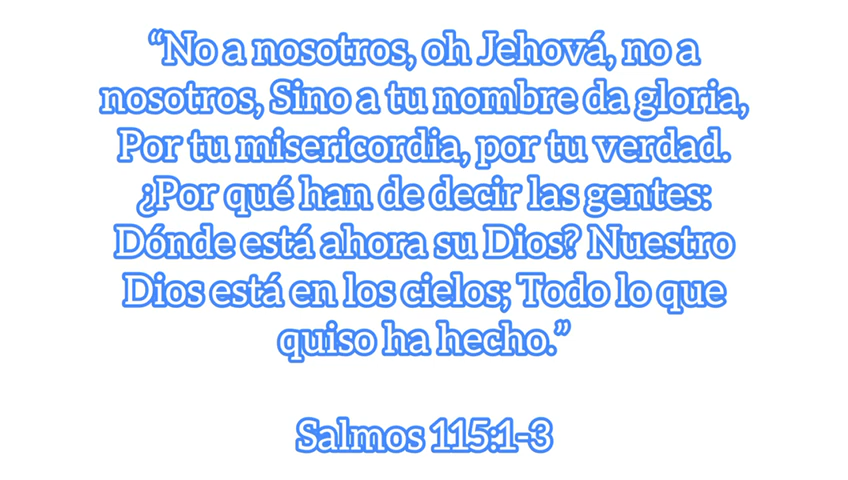 “No a nosotros, oh Jehová, no a
nosotros, Sino a tu nombre da gloria,
Por tu misericordia, por tu verdad.
¿Por qué han de decir las gentes:
Dónde está ahora su Dios? Nuestro
Dios está en los cielos; Todo lo que
quiso ha hecho.”
Salmos 115:1-3